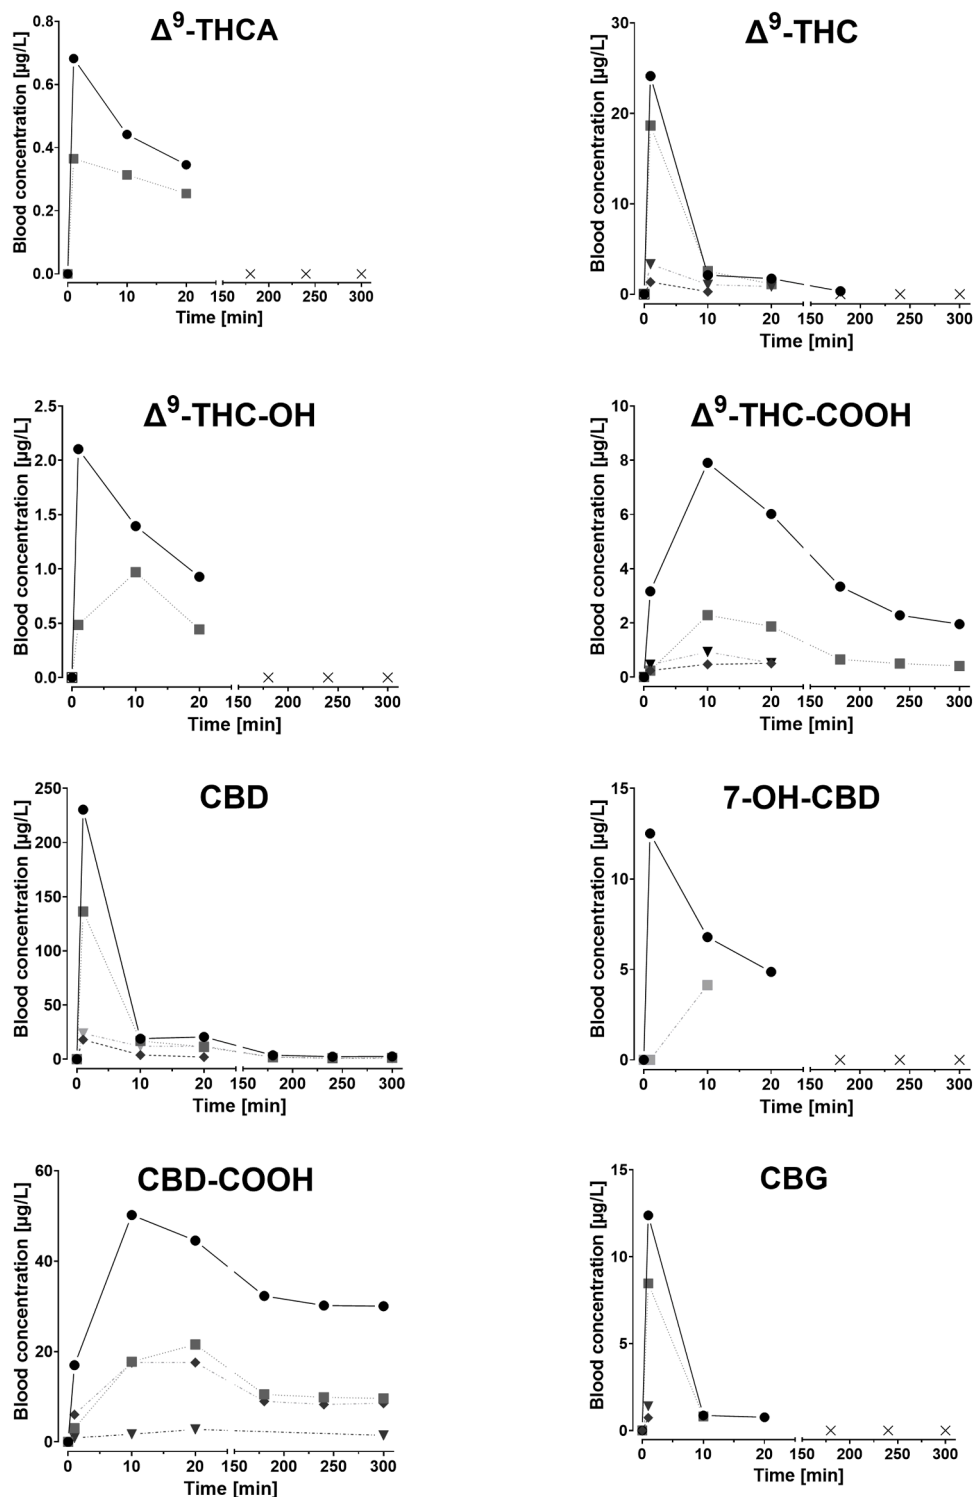 Δ9-THCA
Blood concentration [µg/L]
0.8
0.6
0.4
0.2
0.0
0 10 20 150 200 250 300
Time [min]
Δ9-THC
Blood concentration [µg/L]
30
20
10
0
0 10 20 150 200 250 300
Time [min]
Δ9-THC-OH
Blood concentration [µg/L]
2.5
2.0
1.5
1.0
0.5
0.0
0 10 20 150 200 250 300
Time [min]
Δ9-THC-COOH
Blood concentration [µg/L]
10
8
6
4
2
0
0 10 20 150 200 250 300
Time [min]
CBD
Blood concentration [µg/L]
250
200
150
100
50
0
0 10 20 150 200 250 300
Time [min]
7-OH-CBD
Blood concentration [µg/L]
15
10
5
0
0 10 20 150 200 250 300
Time [min]
CBD-COOH
Blood concentration [µg/L]
60
40
20
0
0 10 20 150 200 250 300
Time [min]
CBG
Blood concentration [µg/L]
15
10
5
0
0 10 20 150 200 250 300
Time [min]